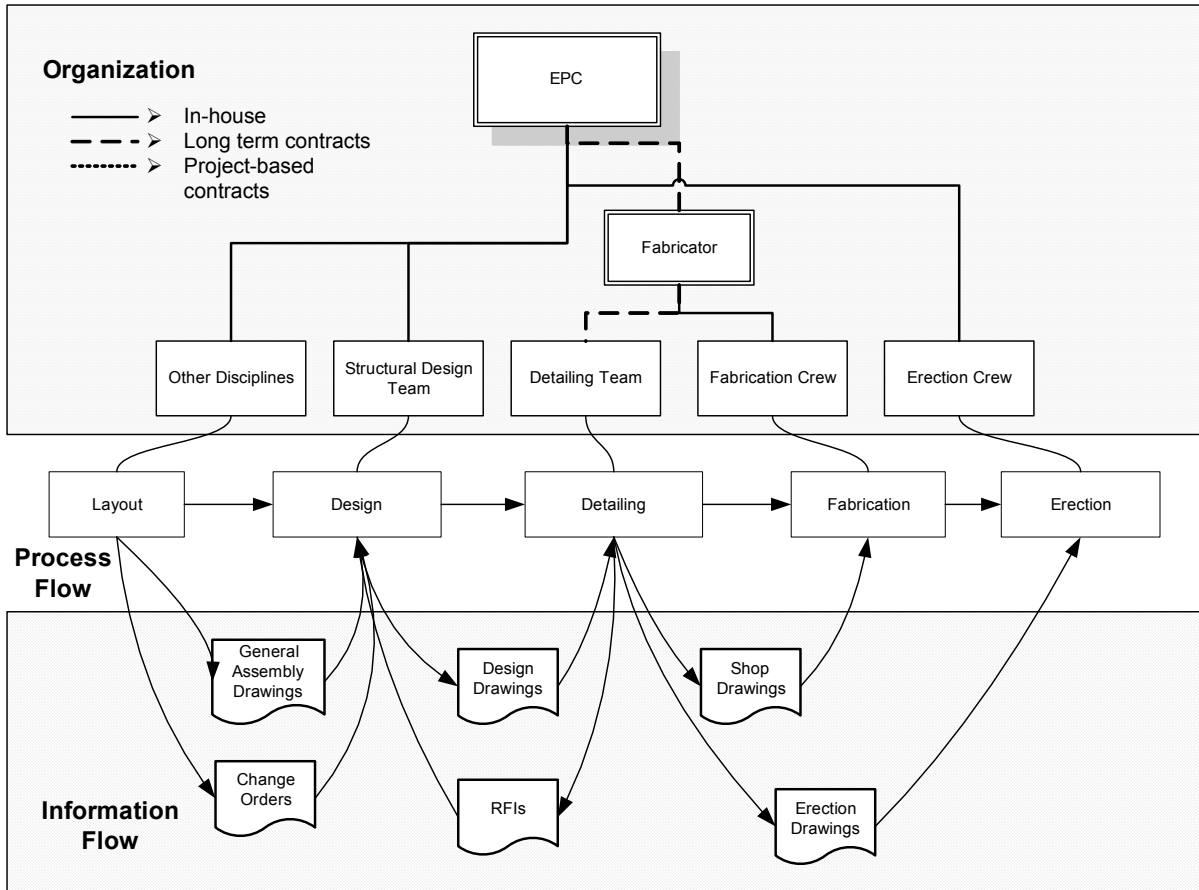 EPC
Organization
➢ In-house
➢ Long term contracts
➢ Project-based
contracts
Fabricator
Other Disciplines
Structural Design
Team
Detailing Team
Fabrication Crew
Erection Crew
Layout
Design
Detailing
Fabrication
Erection
Process
Flow
General
Assembly
Drawings
Design
Drawings
Shop
Drawings
Change
Orders
RFIs
Erection
Drawings
Information
Flow